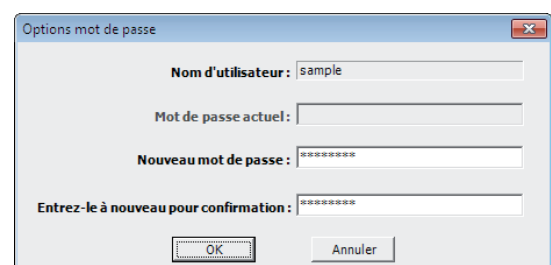 Options mot de passe
Nom d'utilisateur : sample
Mot de passe actuel :
Nouveau mot de passe : ********
Entrez-le à nouveau pour confirmation : ********
OK Annuler